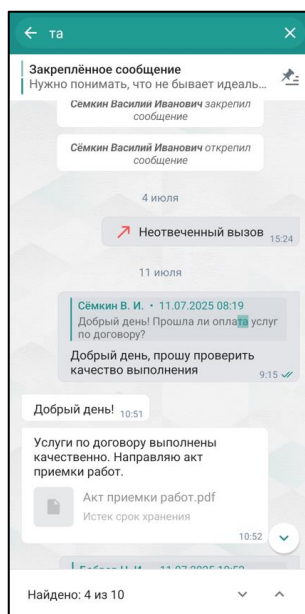 та
Закреплённое сообщение
Нужно понимать, что не бывает идеаль...
Сёмкин Василий Иванович закрепил
сообщение
Сёмкин Василий Иванович открепил
сообщение
4 июля
Неотвеченный вызов 15:24
11 июля
Сёмкин В. И. • 11.07.2025 08:19
Добрый день! Прошла ли оплата услуг
по договору?
Добрый день, прошу проверить
качество выполнения
9:15
Добрый день! 10:51
Услуги по договору выполнены
качественно. Направляю акт
приемки работ.
Акт приемки работ.pdf
Истек срок хранения
10:52
Найдено: 4 из 10